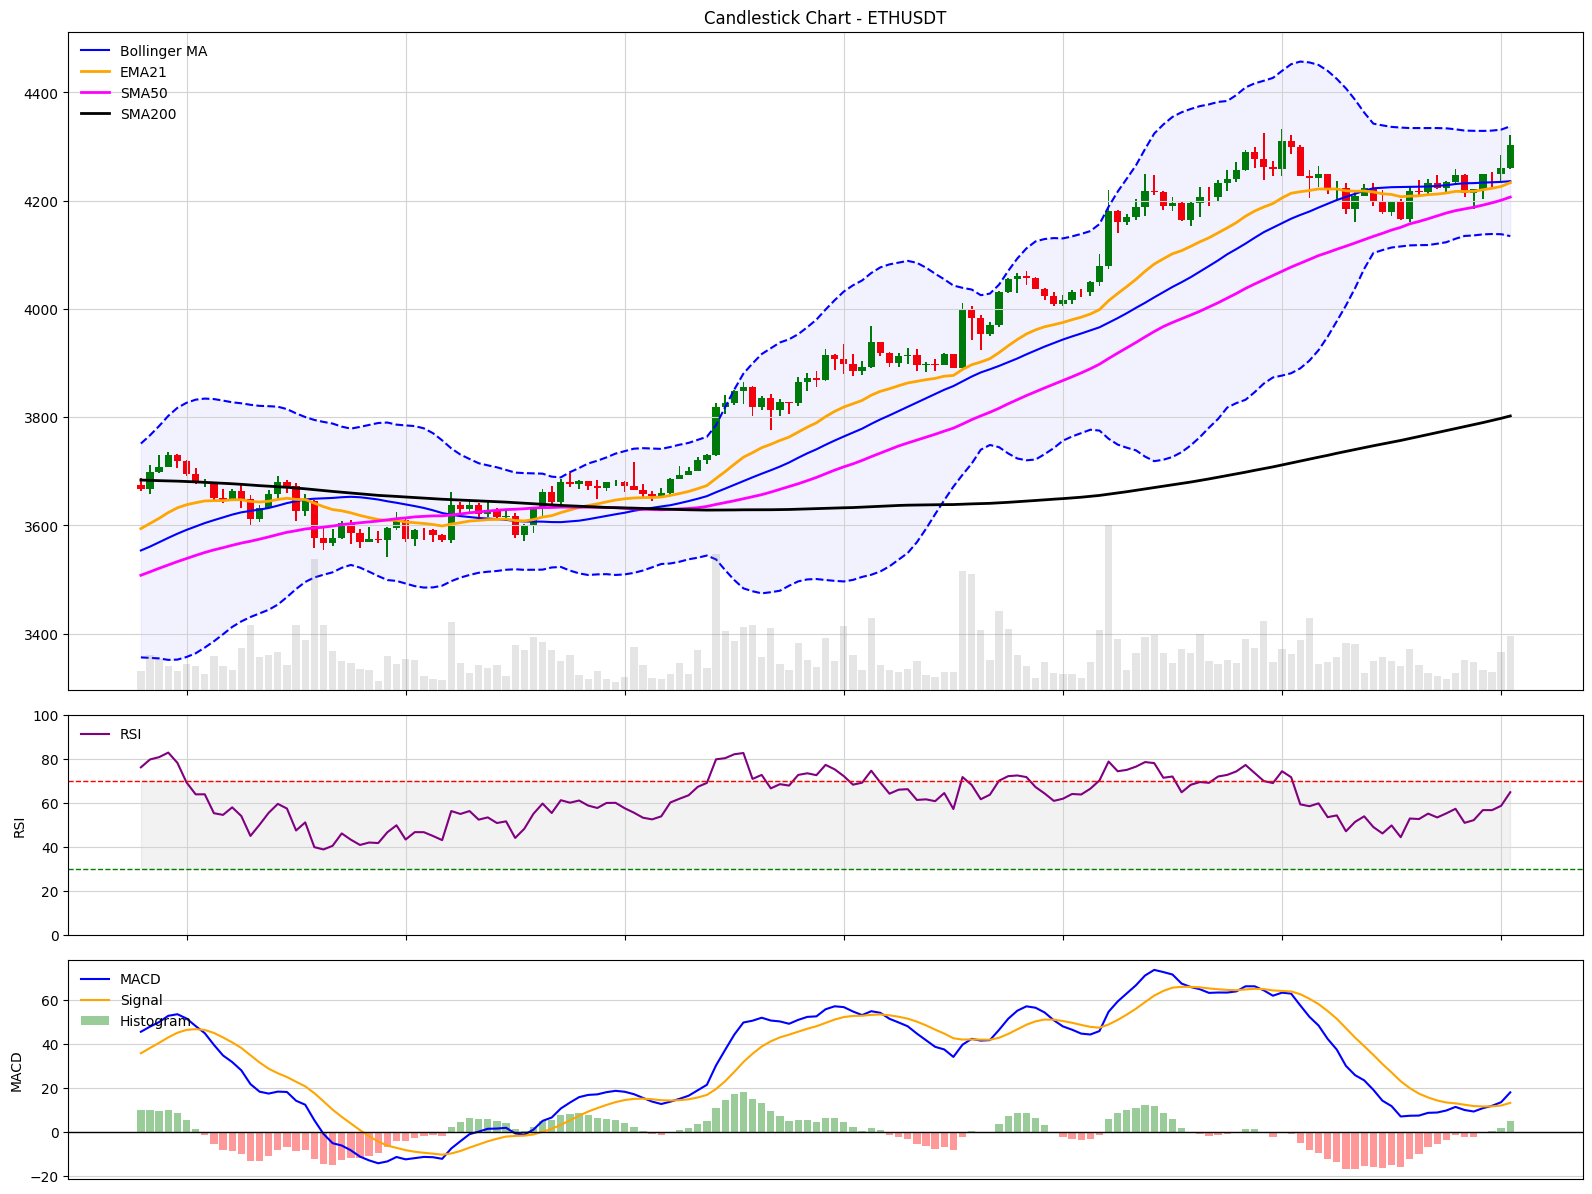 Candlestick Chart - ETHUSDT
Bollinger MA
EMA21
SMA50
SMA200
4400
4200
4000
3800
3600
3400
RSI
100
80
60
40
20
0
RSI
MACD
Signal
Histogram
60
40
20
0
−20
MACD